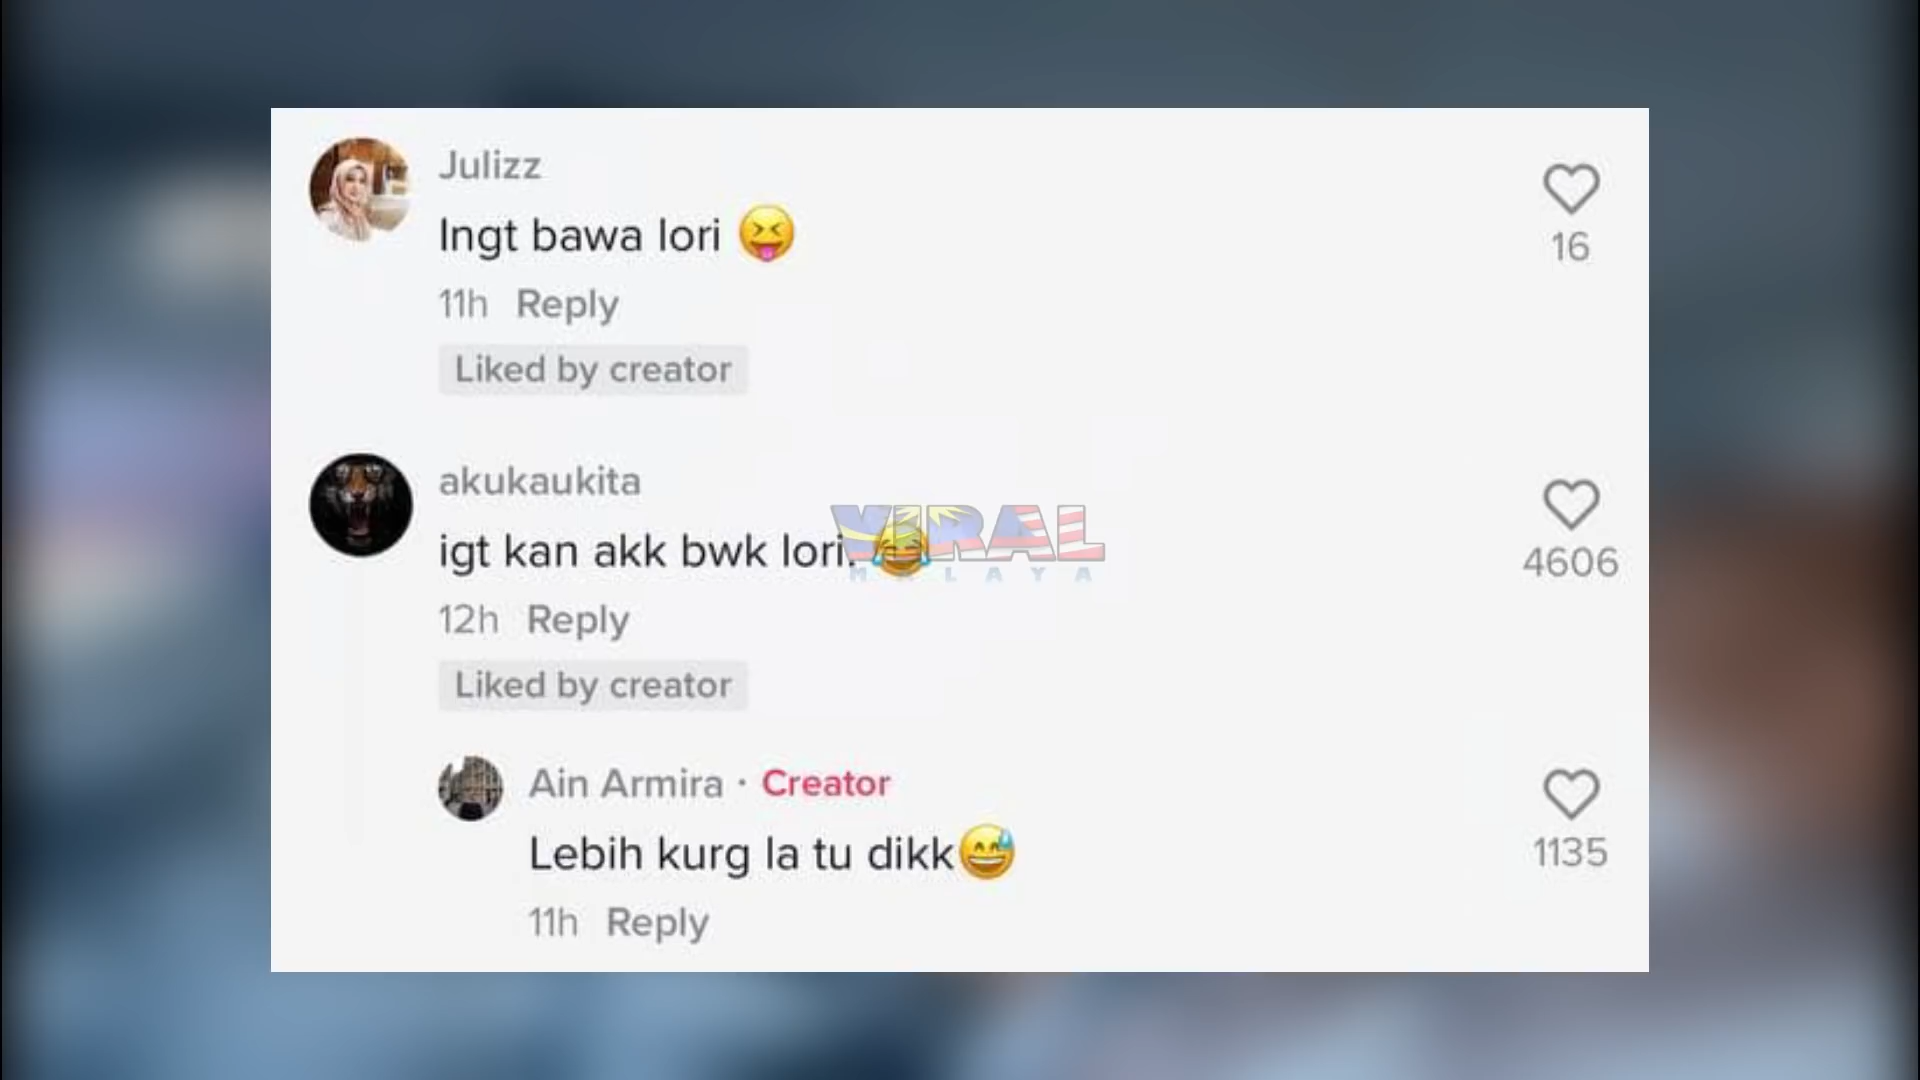 Julizz
Ingt bawa lori 😝
16
11h Reply
Liked by creator
akukaukita
igt kan akk bwk lori. 😂
4606
12h Reply
Liked by creator
VIRAL
MALAYA
Ain Armira · Creator
Lebih kurg la tu dikk😅
1135
11h Reply